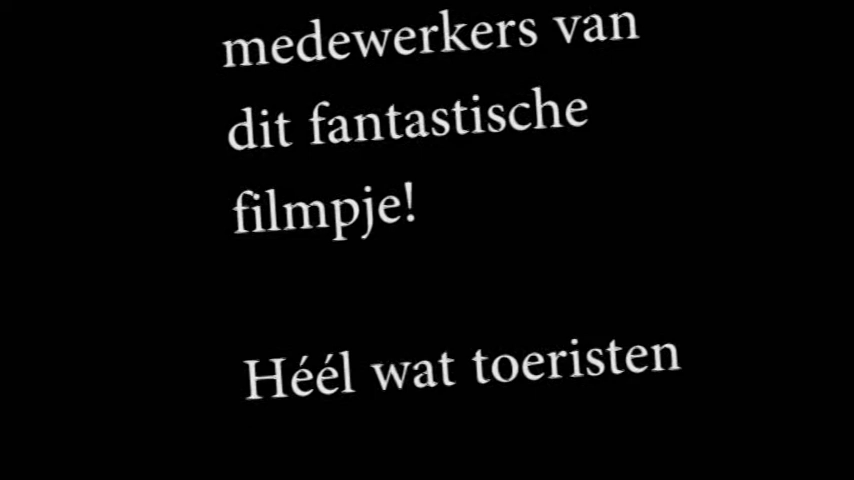 medewerkers van
dit fantastische
filmpje!
Héél wat toeristen